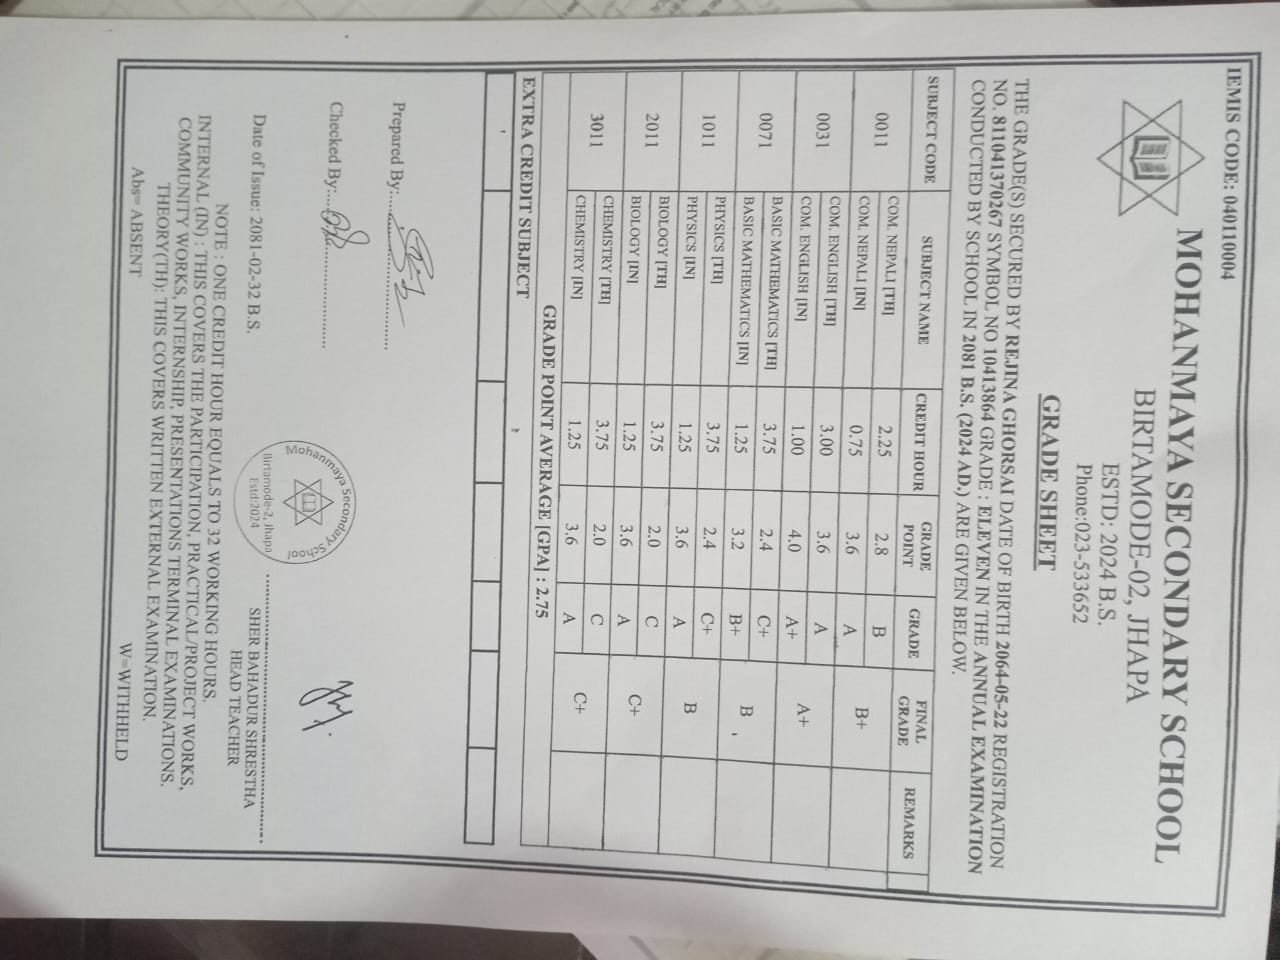 IEMIS CODE: 040110004
MOHANMAYA SECONDARY SCHOOL
BIRTAMODE-02, JHAPA
ESTD: 2024 B.S.
Phone:023-533652
GRADE SHEET
THE GRADE(S) SECURED BY REJINA GHORSAI DATE OF BIRTH 2064-05-22 REGISTRATION
NO. 811041370267 SYMBOL NO 10413864 GRADE : ELEVEN IN THE ANNUAL EXAMINATION
CONDUCTED BY SCHOOL IN 2081 B.S. (2024 AD.) ARE GIVEN BELOW.
SUBJECT CODE SUBJECT NAME CREDIT HOUR GRADE POINT GRADE FINAL GRADE REMARKS
0011 COM. NEPALI [TH] 2.25 2.8 B B+
COM. NEPALI [IN] 0.75 3.6 A
0031 COM. ENGLISH [TH] 3.00 3.6 A A+
COM. ENGLISH [IN] 1.00 4.0 A+
0071 BASIC MATHEMATICS [TH] 3.75 2.4 C+ B
BASIC MATHEMATICS [IN] 1.25 3.2 B+
1011 PHYSICS [TH] 3.75 2.4 C+ B
PHYSICS [IN] 1.25 3.6 A
2011 BIOLOGY [TH] 3.75 2.0 C C+
BIOLOGY [IN] 1.25 3.6 A
3011 CHEMISTRY [TH] 3.75 2.0 C C+
CHEMISTRY [IN] 1.25 3.6 A
GRADE POINT AVERAGE [GPA] : 2.75
EXTRA CREDIT SUBJECT
Prepared By:
Checked By:
Mohanmaya Secondary School
Birtamode-2, Jhapa
Estd:2024
Date of Issue: 2081-02-32 B.S.
SHER BAHADUR SHRESTHA
HEAD TEACHER
NOTE : ONE CREDIT HOUR EQUALS TO 32 WORKING HOURS.
INTERNAL (IN) : THIS COVERS THE PARTICIPATION, PRACTICAL/PROJECT WORKS,
COMMUNITY WORKS, INTERNSHIP, PRESENTATIONS TERMINAL EXAMINATIONS.
THEORY(TH): THIS COVERS WRITTEN EXTERNAL EXAMINATION.
Abs= ABSENT
W=WITHHELD